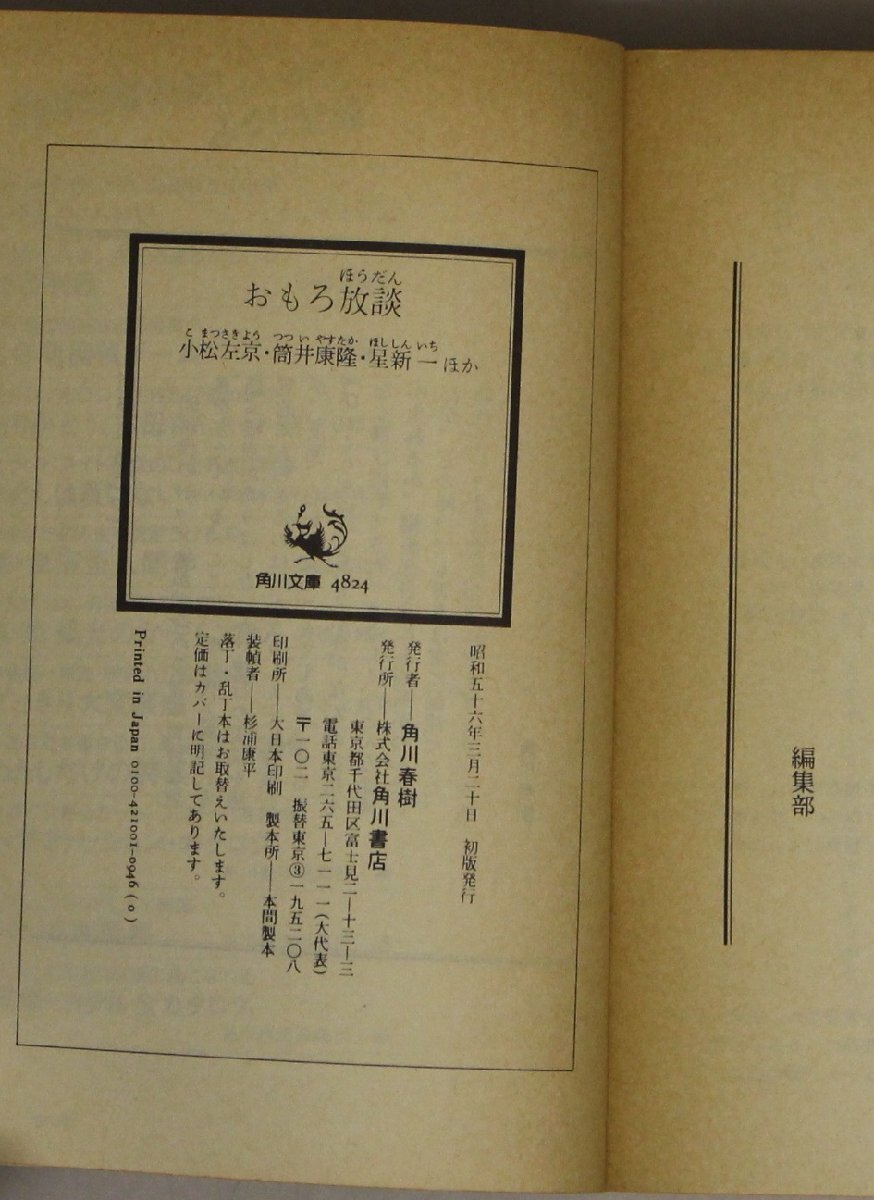 編集部
おもろ放談
ほうだん
小松左京・筒井康隆・星新一ほか
こまつさきよう つついやすたか ほししんいち
角川文庫 4824
昭和五十六年三月二十日 初版発行
発行者——角川春樹
発行所——株式会社角川書店
東京都千代田区富士見二—十三—三
電話東京二六五—七一一一(大代表)
〒一〇二 振替東京③一九五二〇八
印刷所——大日本印刷 製本所——本間製本
装幀者——杉浦康平
落丁・乱丁本はお取替えいたします。
定価はカバーに明記してあります。
Printed in Japan 0100-421001-0946(0)